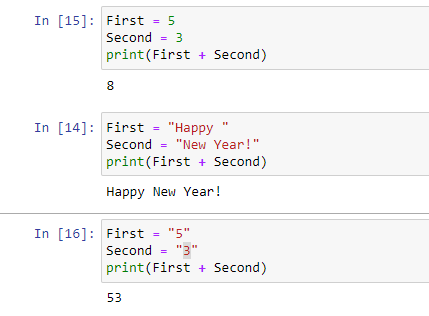 In [15]: First = 5
Second = 3
print(First + Second)
8
In [14]: First = "Happy "
Second = "New Year!"
print(First + Second)
Happy New Year!
In [16]: First = "5"
Second = "3"
print(First + Second)
53